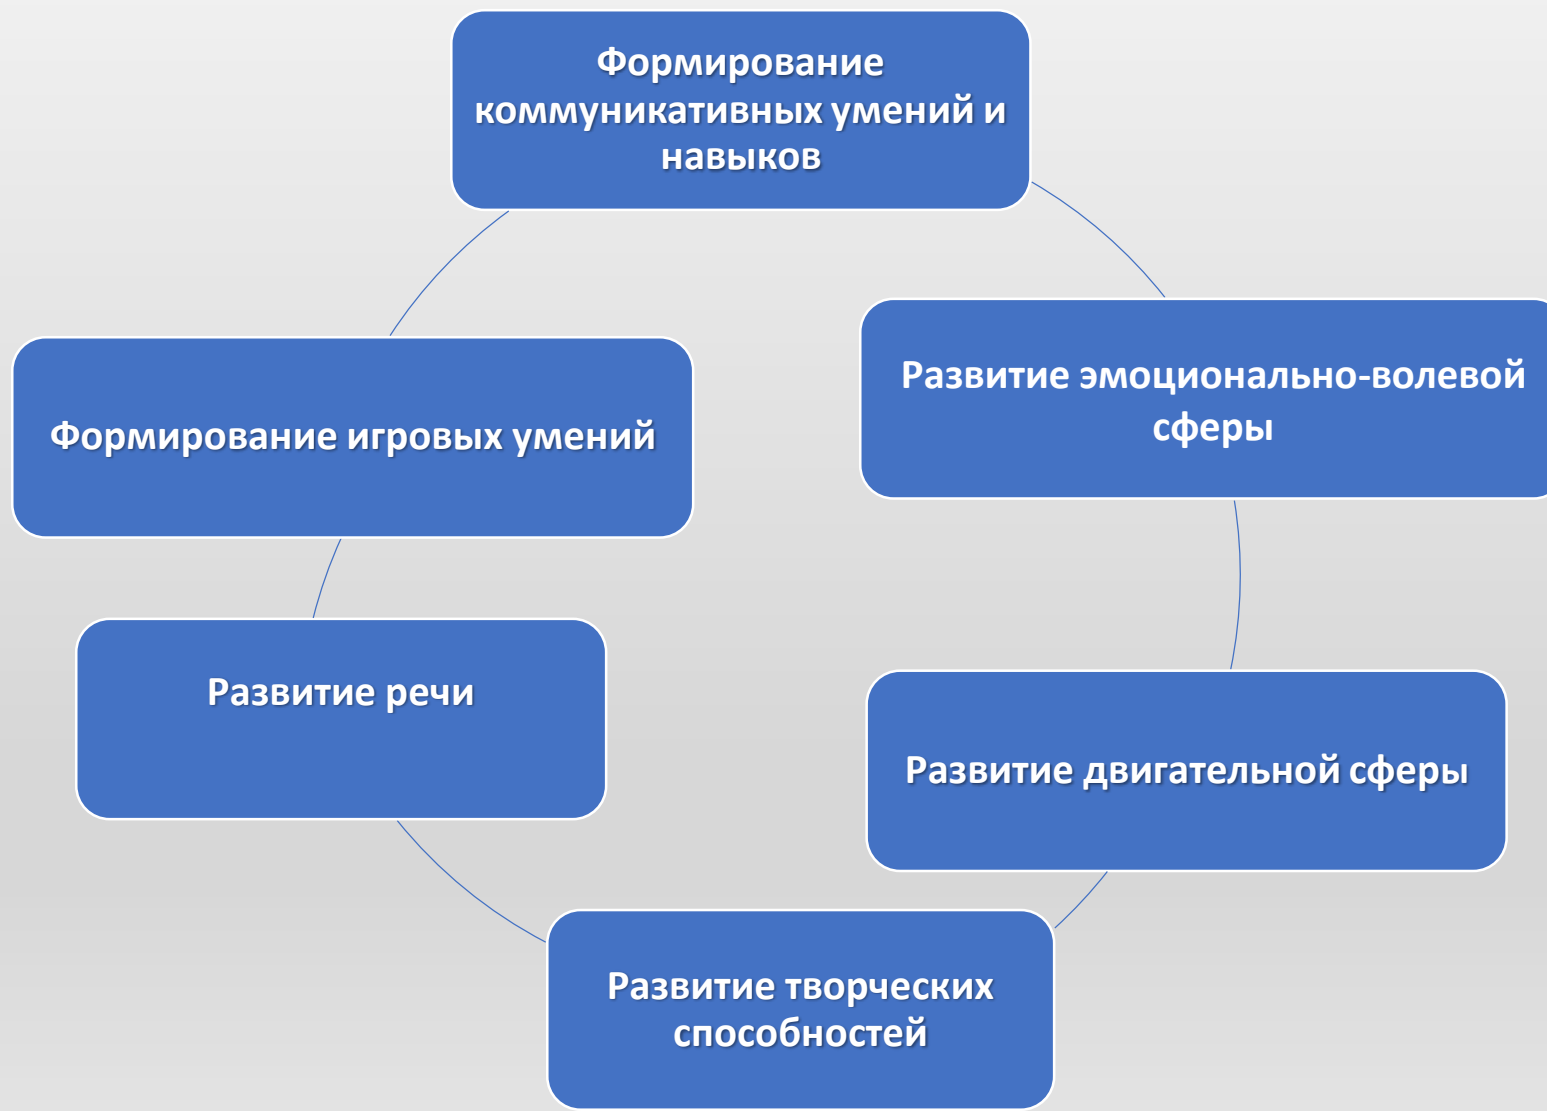 Формирование
коммуникативных умений и
навыков
Развитие эмоционально-волевой
сферы
Формирование игровых умений
Развитие речи
Развитие двигательной сферы
Развитие творческих
способностей